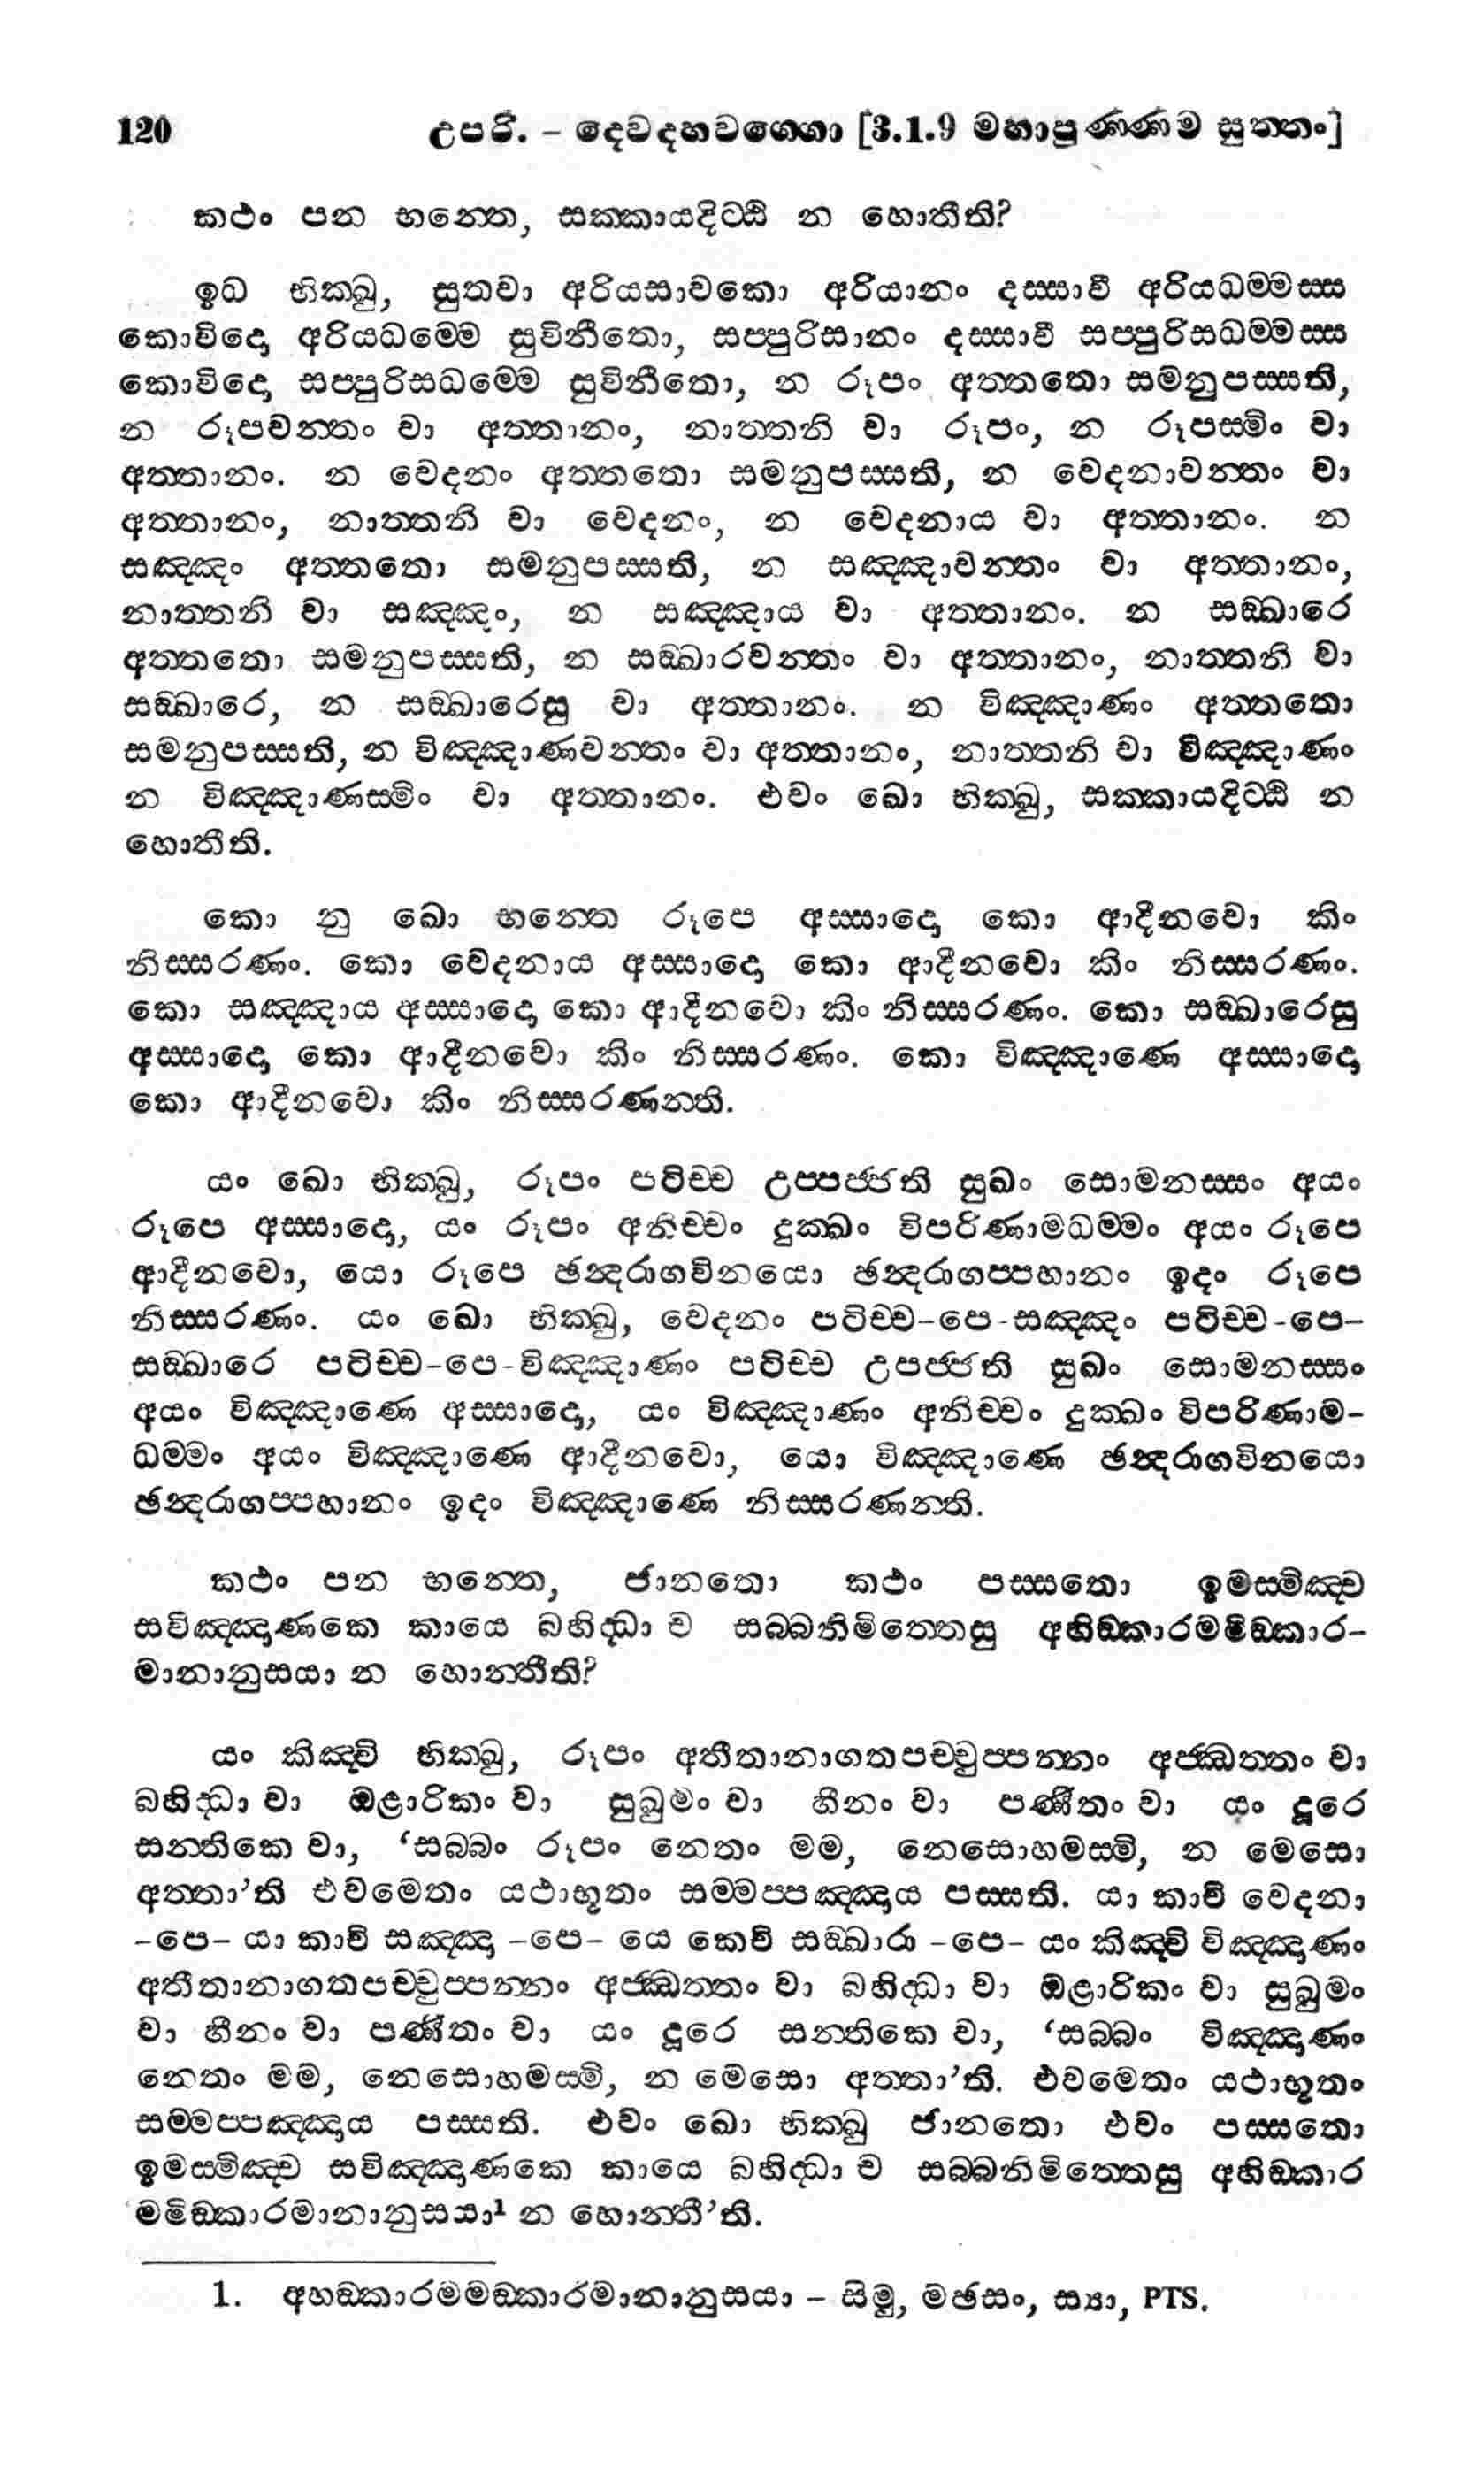 120 උපරි. – දෙවදහවග්ගො [3.1.9 මහාපුණ්ණම සුත්තං]
කථං පන භන්තෙ, සක්කායදිට්ඨි න හොතීති?
ඉධ භික්ඛු, සුතවා අරියසාවකො අරියානං දස්සාවී අරියධම්මස්ස
කොවිදො අරියධම්මෙ සුවිනීතො, සප්පුරිසානං දස්සාවී සප්පුරිසධම්මස්ස
කොවිදො සප්පුරිසධම්මෙ සුවිනීතො, න රූපං අත්තතො සමනුපස්සති,
න රූපවන්තං වා අත්තානං, නාත්තනි වා රූපං, න රූපස්මිං වා
අත්තානං. න වෙදනං අත්තතො සමනුපස්සති, න වෙදනාවන්තං වා
අත්තානං, නාත්තනි වා වෙදනං, න වෙදනාය වා අත්තානං. න
සඤ්ඤං අත්තතො සමනුපස්සති, න සඤ්ඤාවන්තං වා අත්තානං,
නාත්තනි වා සඤ්ඤං, න සඤ්ඤාය වා අත්තානං. න සඞ්ඛාරෙ
අත්තතො සමනුපස්සති, න සඞ්ඛාරවන්තං වා අත්තානං, නාත්තනි වා
සඞ්ඛාරෙ, න සඞ්ඛාරෙසු වා අත්තානං. න විඤ්ඤාණං අත්තතො
සමනුපස්සති, න විඤ්ඤාණවන්තං වා අත්තානං, නාත්තනි වා විඤ්ඤාණං
න විඤ්ඤාණස්මිං වා අත්තානං. එවං ඛො භික්ඛු, සක්කායදිට්ඨි න
හොතීති.
කො නු ඛො භන්තෙ රූපෙ අස්සාදො කො ආදීනවො කිං
නිස්සරණං. කො වෙදනාය අස්සාදො කො ආදීනවො කිං නිස්සරණං.
කො සඤ්ඤාය අස්සාදො කො ආදීනවො කිං නිස්සරණං. කො සඞ්ඛාරෙසු
අස්සාදො කො ආදීනවො කිං නිස්සරණං. කො විඤ්ඤාණෙ අස්සාදො
කො ආදීනවො කිං නිස්සරණන්ති.
යං ඛො භික්ඛු, රූපං පටිච්ච උප්පජ්ජති සුඛං සොමනස්සං අයං
රූපෙ අස්සාදො, යං රූපං අනිච්චං දුක්ඛං විපරිණාමධම්මං අයං රූපෙ
ආදීනවො, යො රූපෙ ඡන්දරාගවිනයො ඡන්දරාගප්පහානං ඉදං රූපෙ
නිස්සරණං. යං ඛො භික්ඛු, වෙදනං පටිච්ච-පෙ-සඤ්ඤං පටිච්ච-පෙ-
සඞ්ඛාරෙ පටිච්ච-පෙ-විඤ්ඤාණං පටිච්ච උපජ්ජති සුඛං සොමනස්සං
අයං විඤ්ඤාණෙ අස්සාදො, යං විඤ්ඤාණං අනිච්චං දුක්ඛං විපරිණාම-
ධම්මං අයං විඤ්ඤාණෙ ආදීනවො, යො විඤ්ඤාණෙ ඡන්දරාගවිනයො
ඡන්දරාගප්පහානං ඉදං විඤ්ඤාණෙ නිස්සරණන්ති.
කථං පන භන්තෙ, ජානතො කථං පස්සතො ඉමස්මිඤ්ච
සවිඤ්ඤාණකෙ කායෙ බහිද්ධා ච සබ්බනිමිත්තෙසු අහිඞ්කාරමමිඞ්කාර-
මානානුසයා න හොන්තීති?
යං කිඤ්චි භික්ඛු, රූපං අතීතානාගතපච්චුප්පන්නං අජ්ඣත්තං වා
බහිද්ධා වා ඔළාරිකං වා සුඛුමං වා හීනං වා පණීතං වා යං දූරෙ
සන්තිකෙ වා, ‘සබ්බං රූපං නෙතං මම, නෙසොහමස්මි, න මෙසො
අත්තා’ති එවමෙතං යථාභූතං සම්මප්පඤ්ඤාය පස්සති. යා කාචි වෙදනා
-පෙ- යා කාචි සඤ්ඤා -පෙ- යෙ කෙචි සඞ්ඛාරා -පෙ- යං කිඤ්චි විඤ්ඤාණං
අතීතානාගතපච්චුප්පන්නං අජ්ඣත්තං වා බහිද්ධා වා ඔළාරිකං වා සුඛුමං
වා හීනං වා පණීතං වා යං දූරෙ සන්තිකෙ වා, ‘සබ්බං විඤ්ඤාණං
නෙතං මම, නෙසොහමස්මි, න මෙසො අත්තා’ති. එවමෙතං යථාභූතං
සම්මප්පඤ්ඤාය පස්සති. එවං ඛො භික්ඛු ජානතො එවං පස්සතො
ඉමස්මිඤ්ච සවිඤ්ඤාණකෙ කායෙ බහිද්ධා ච සබ්බනිමිත්තෙසු අහිඞ්කාර
මමිඞ්කාරමානානුසයා¹ න හොන්තී’ති.
1. අහඞ්කාරමමඞ්කාරමානානුසයා – සීමු, මඡසං, ස්‍යා, PTS.